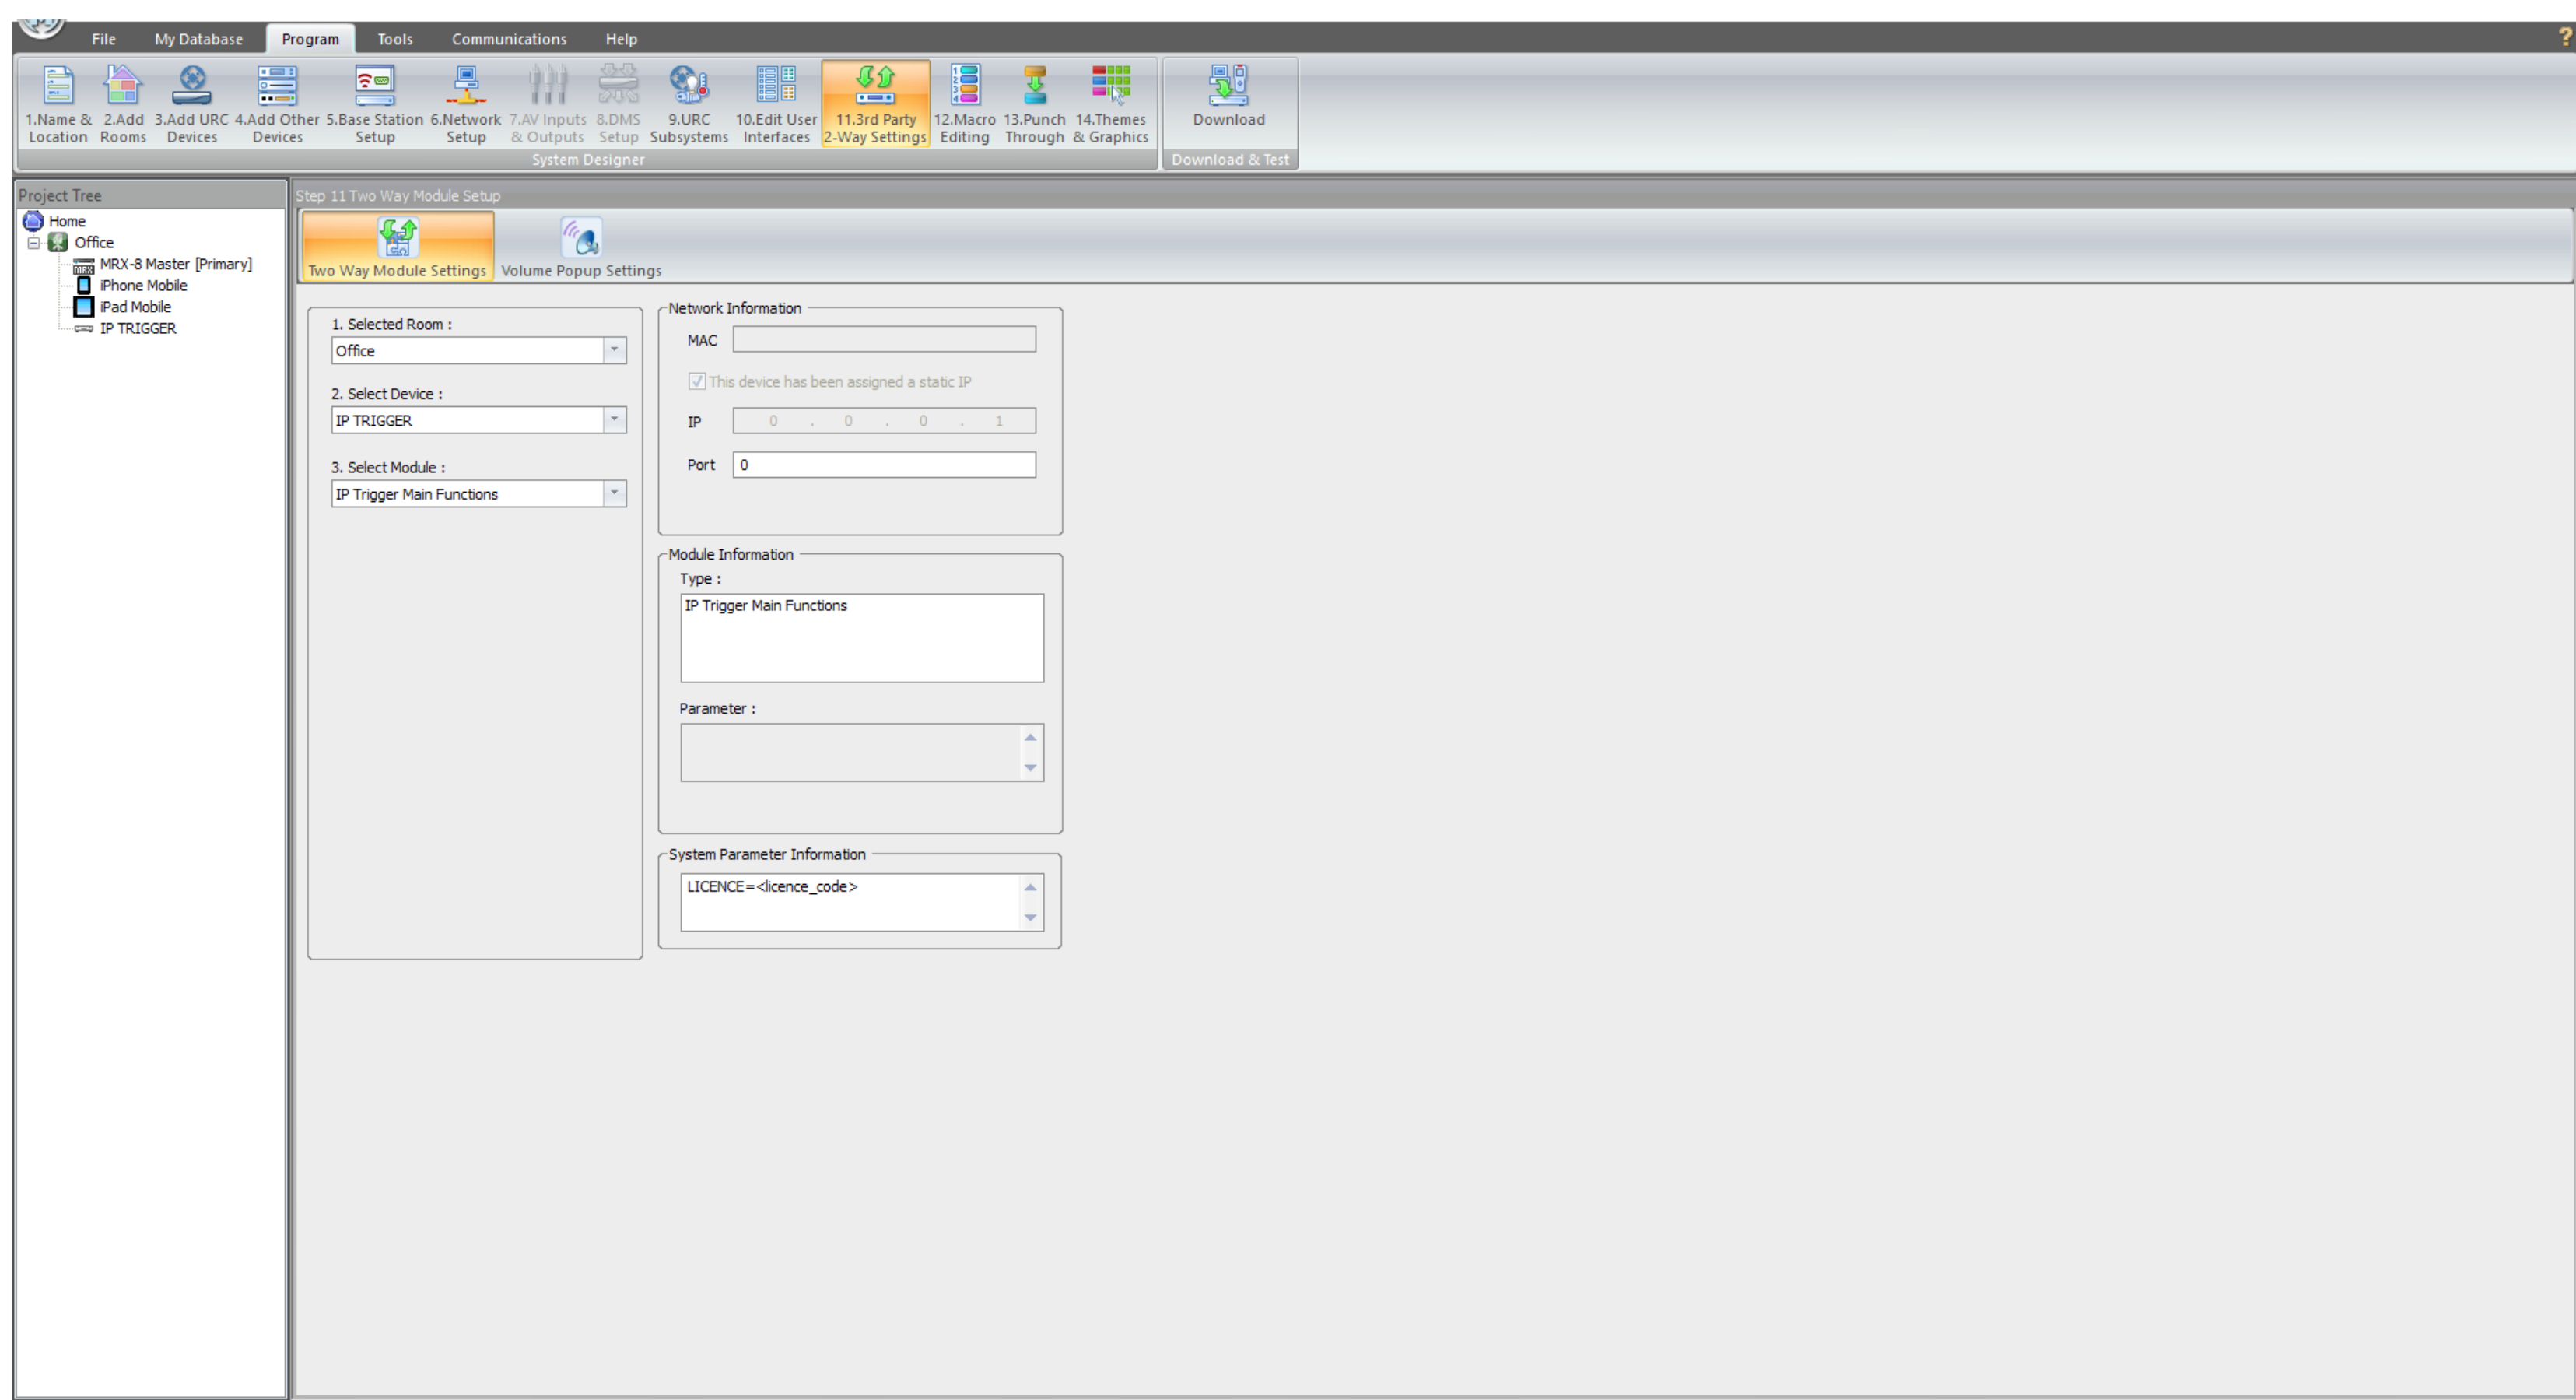 File My Database Program Tools Communications Help ?
1.Name & Location
2.Add Rooms
3.Add URC Devices
4.Add Other Devices
5.Base Station Setup
6.Network Setup
7.AV Inputs & Outputs
8.DMS Setup
9.URC Subsystems
10.Edit User Interfaces
11.3rd Party 2-Way Settings
12.Macro Editing
13.Punch Through
14.Themes & Graphics
Download
System Designer
Download & Test
Project Tree
Home
Office
MRX-8 Master [Primary]
iPhone Mobile
iPad Mobile
IP TRIGGER
Step 11 Two Way Module Setup
Two Way Module Settings
Volume Popup Settings
1. Selected Room :
Office
2. Select Device :
IP TRIGGER
3. Select Module :
IP Trigger Main Functions
Network Information
MAC
This device has been assigned a static IP
IP 0 . 0 . 0 . 1
Port 0
Module Information
Type :
IP Trigger Main Functions
Parameter :
System Parameter Information
LICENCE=<licence_code>